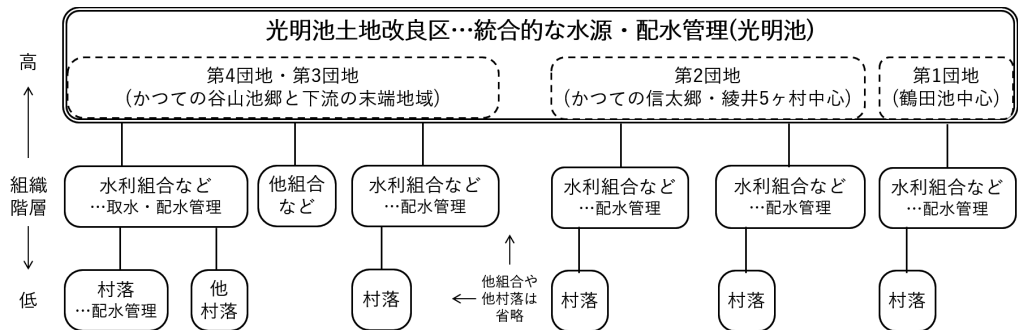 光明池土地改良区…統合的な水源・配水管理(光明池)
高
第4団地・第3団地
(かつての谷山池郷と下流の末端地域)
第2団地
(かつての信太郷・綾井5ヶ村中心)
第1団地
(鶴田池中心)
組織
階層
水利組合など
…取水・配水管理
他組合
など
水利組合など
…配水管理
水利組合など
…配水管理
水利組合など
…配水管理
水利組合など
…配水管理
低
村落
…配水管理
他
村落
村落
他組合や
他村落は
省略
村落
村落
村落